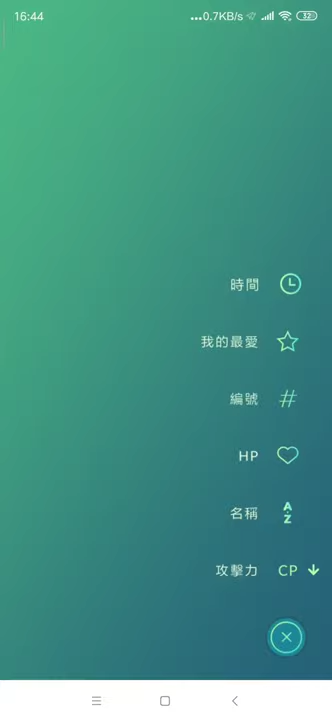 16:44 ...0.7KB/s 32
時間
我的最愛
編號 #
HP
名稱 A Z
攻擊力 CP